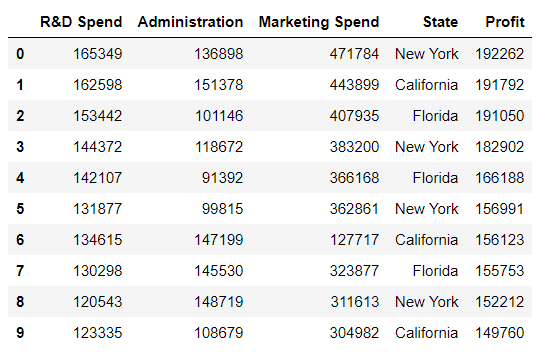 R&D Spend Administration Marketing Spend State Profit
0 165349 136898 471784 New York 192262
1 162598 151378 443899 California 191792
2 153442 101146 407935 Florida 191050
3 144372 118672 383200 New York 182902
4 142107 91392 366168 Florida 166188
5 131877 99815 362861 New York 156991
6 134615 147199 127717 California 156123
7 130298 145530 323877 Florida 155753
8 120543 148719 311613 New York 152212
9 123335 108679 304982 California 149760